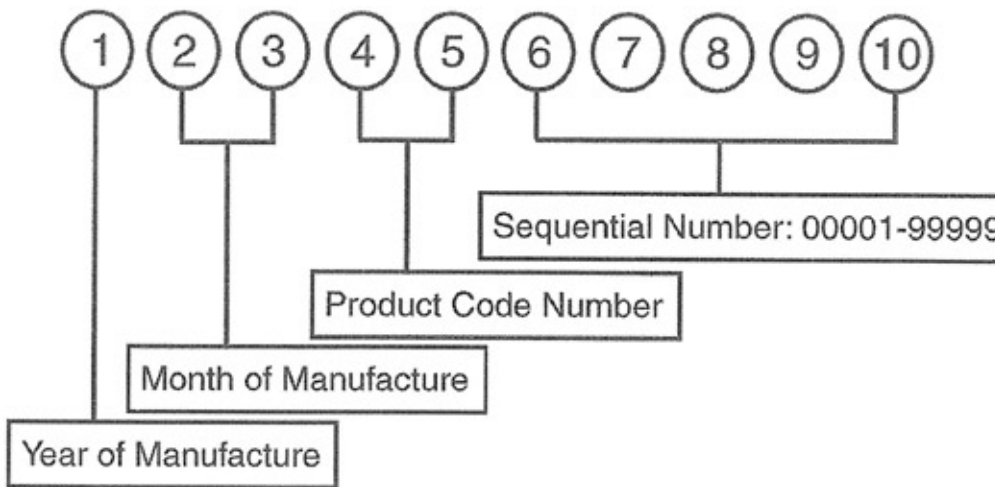 1 2 3 4 5 6 7 8 9 10
Sequential Number: 00001-99999
Product Code Number
Month of Manufacture
Year of Manufacture